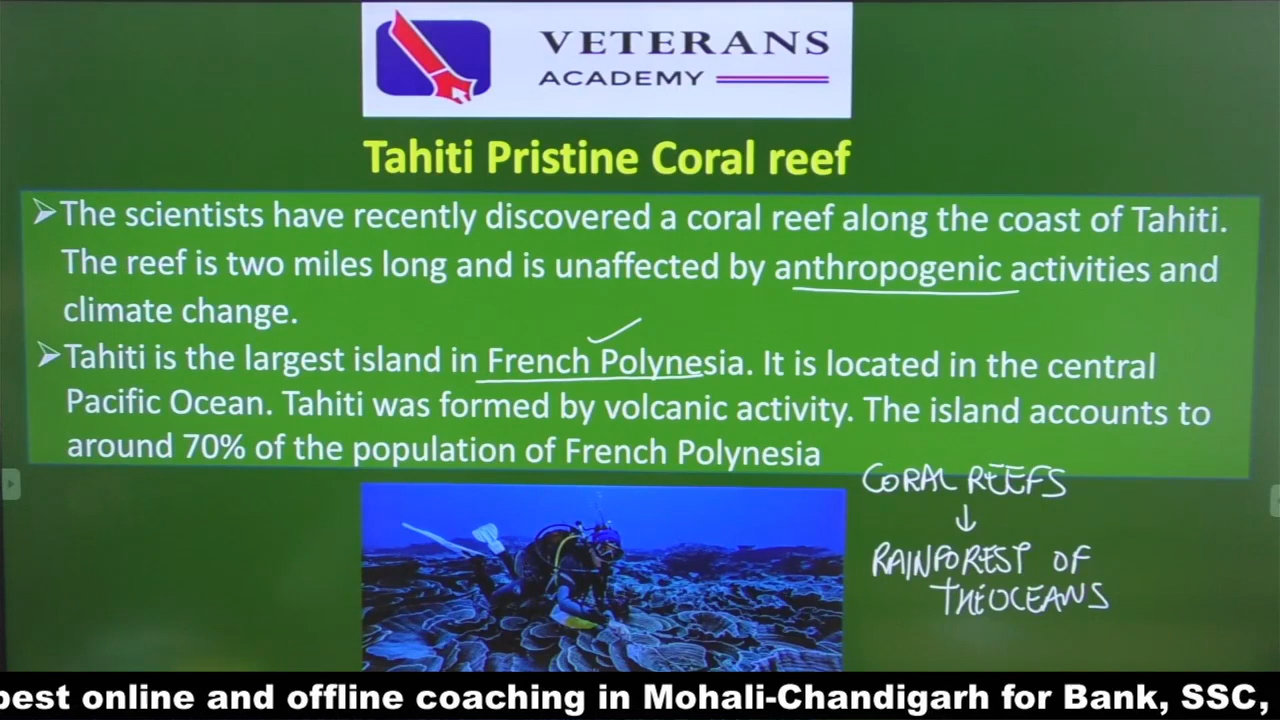 VETERANS
ACADEMY
Tahiti Pristine Coral reef
➢The scientists have recently discovered a coral reef along the coast of Tahiti.
The reef is two miles long and is unaffected by anthropogenic activities and
climate change.
➢Tahiti is the largest island in French Polynesia. It is located in the central
Pacific Ocean. Tahiti was formed by volcanic activity. The island accounts to
around 70% of the population of French Polynesia
CORAL REEFS
↓
RAINFOREST OF
THE OCEANS
best online and offline coaching in Mohali-Chandigarh for Bank, SSC,